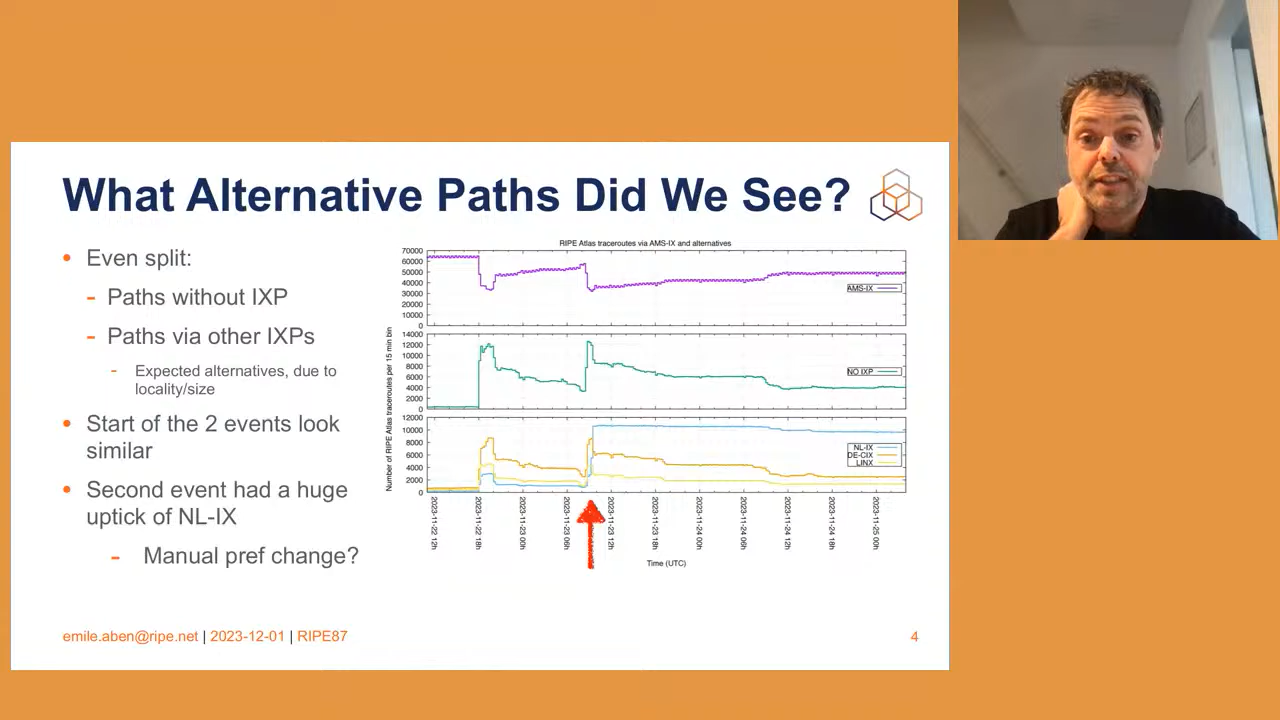 What Alternative Paths Did We See?
• Even split:
- Paths without IXP
- Paths via other IXPs
- Expected alternatives, due to
locality/size
• Start of the 2 events look
similar
• Second event had a huge
uptick of NL-IX
- Manual pref change?
RIPE Atlas traceroutes via AMS-IX and alternatives
Number of RIPE Atlas traceroutes per 15 min bin
70000
60000
50000
40000
30000
20000
10000
0
AMS-IX
14000
12000
10000
8000
6000
4000
2000
0
NO IXP
12000
10000
8000
6000
4000
2000
0
NL-IX
DE-CIX
LINX
2023-11-22 12h
2023-11-22 18h
2023-11-23 00h
2023-11-23 06h
2023-11-23 12h
2023-11-23 18h
2023-11-24 00h
2023-11-24 06h
2023-11-24 12h
2023-11-24 18h
2023-11-25 00h
Time (UTC)
emile.aben@ripe.net | 2023-12-01 | RIPE87
4